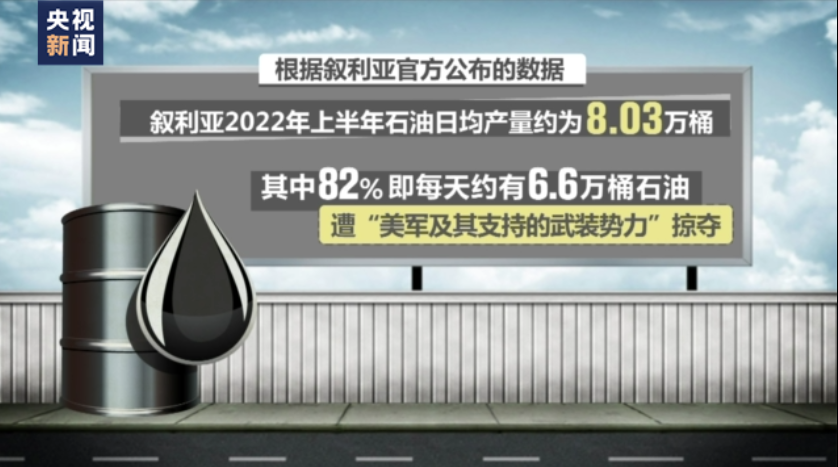 央视
新闻
根据叙利亚官方公布的数据
叙利亚2022年上半年石油日均产量约为8.03万桶
其中82%即每天约有6.6万桶石油
遭“美军及其支持的武装势力”掠夺